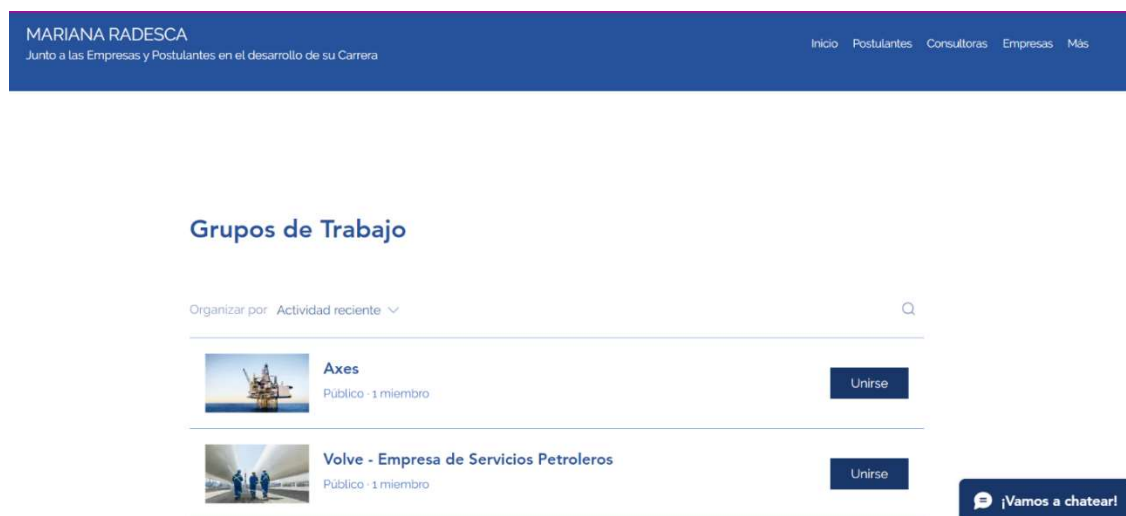 MARIANA RADESCA
Junto a las Empresas y Postulantes en el desarrollo de su Carrera
Inicio Postulantes Consultoras Empresas Más
Grupos de Trabajo
Organizar por Actividad reciente
Axes
Público · 1 miembro
Unirse
Volve - Empresa de Servicios Petroleros
Público · 1 miembro
Unirse
¡Vamos a chatear!